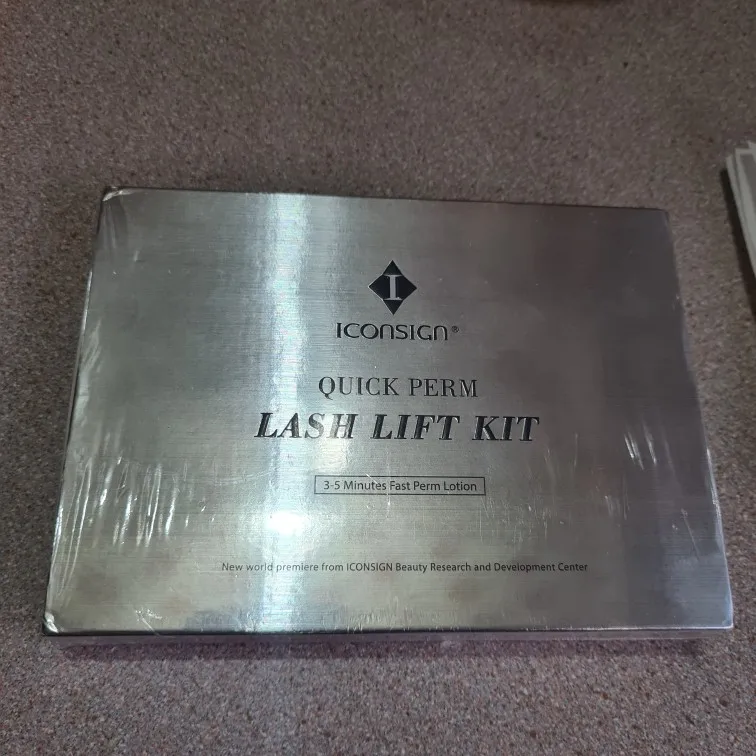 I
ICONSIGN®
QUICK PERM
LASH LIFT KIT
3-5 Minutes Fast Perm Lotion
New world premiere from ICONSIGN Beauty Research and Development Center